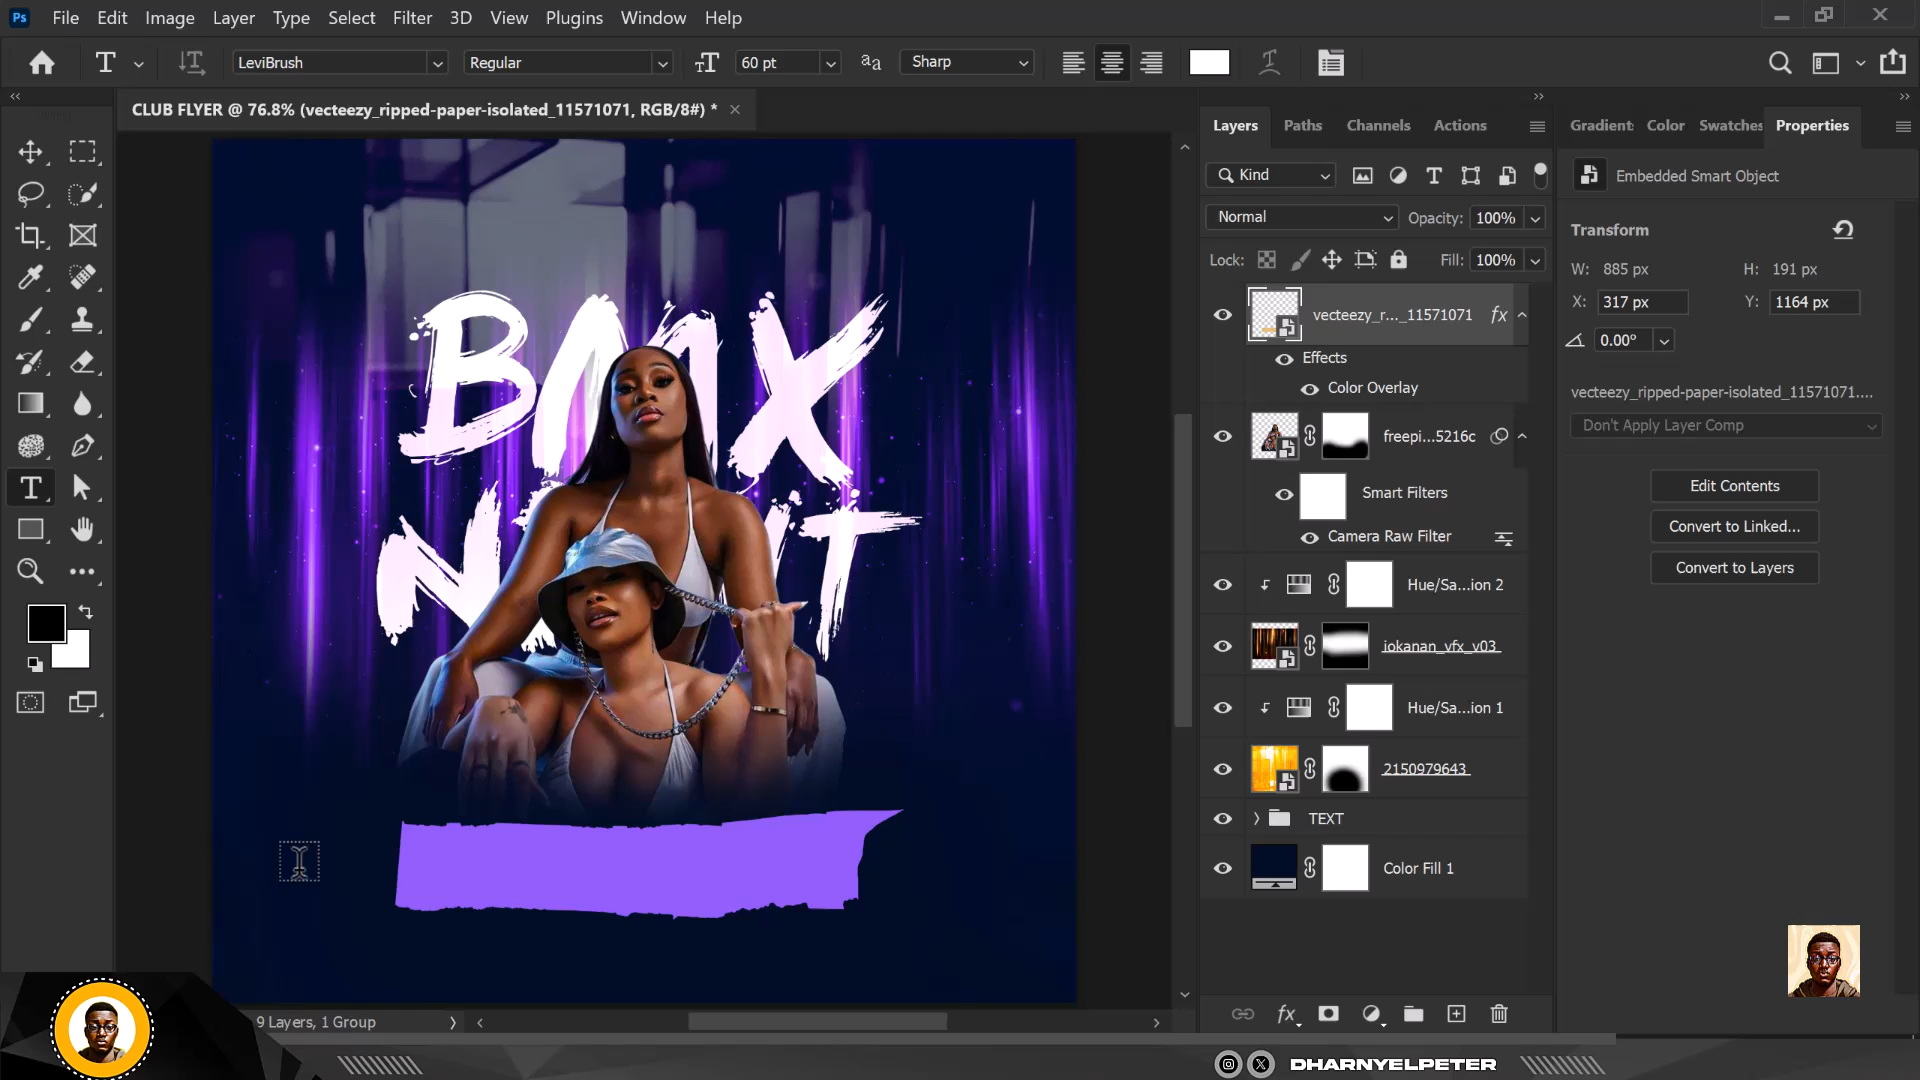 Ps File Edit Image Layer Type Select Filter 3D View Plugins Window Help
LeviBrush Regular 60 pt Sharp
CLUB FLYER @ 76.8% (vecteezy_ripped-paper-isolated_11571071, RGB/8#) *
Layers Paths Channels Actions
Gradient Color Swatches Properties
Kind
Embedded Smart Object
Normal Opacity: 100%
Transform
Lock: Fill: 100%
W: 885 px H: 191 px
X: 317 px Y: 1164 px
vecteezy_r..._11571071 fx
0.00°
Effects
Color Overlay
vecteezy_ripped-paper-isolated_11571071....
Don't Apply Layer Comp
freepi...5216c
Edit Contents
Smart Filters
Convert to Linked...
Camera Raw Filter
Convert to Layers
Hue/Sa...ion 2
iokanan_vfx_v03
Hue/Sa...ion 1
2150979643
TEXT
Color Fill 1
9 Layers, 1 Group
DHARNYELPETER